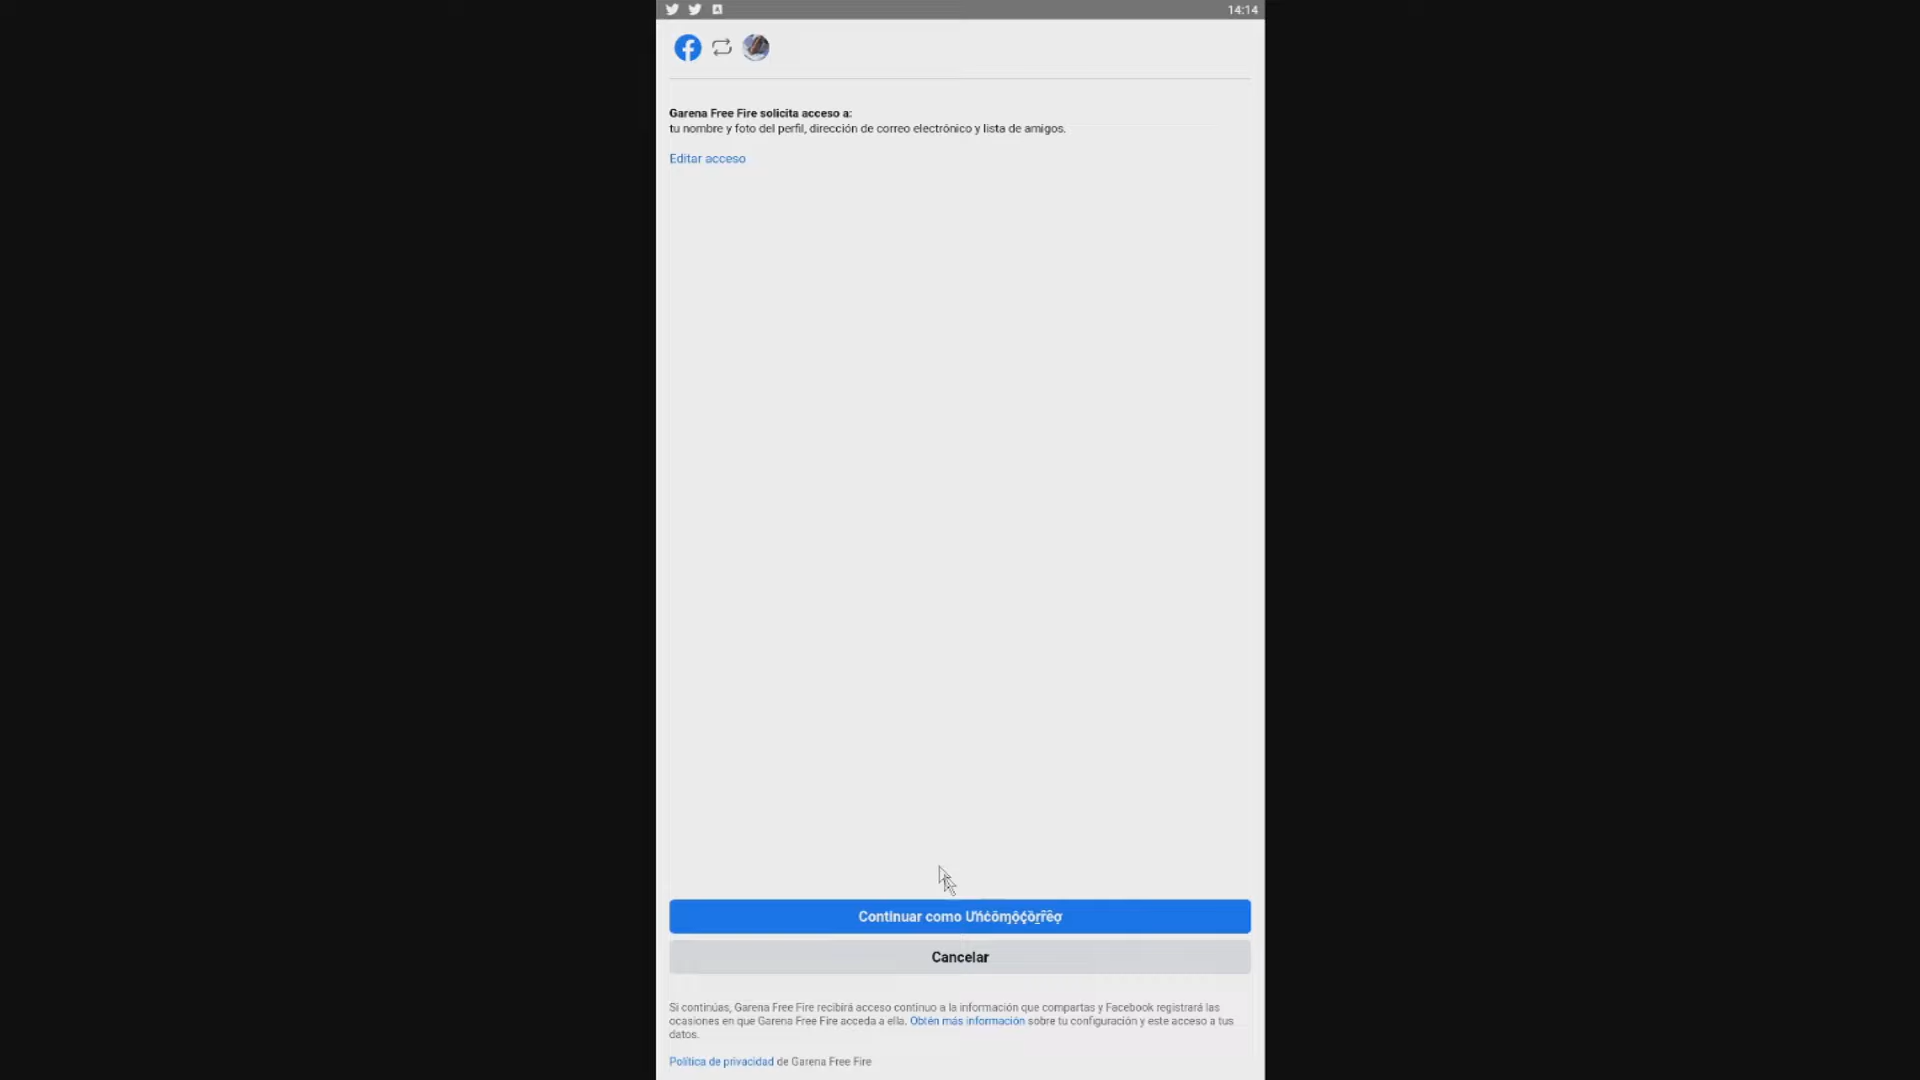 14:14
Garena Free Fire solicita acceso a:
tu nombre y foto del perfil, dirección de correo electrónico y lista de amigos.
Editar acceso
Continuar como
Cancelar
Si continúas, Garena Free Fire recibirá acceso continuo a la información que compartas y Facebook registrará las
ocasiones en que Garena Free Fire acceda a ella. Obtén más información sobre tu configuración y este acceso a tus
datos.
Política de privacidad de Garena Free Fire